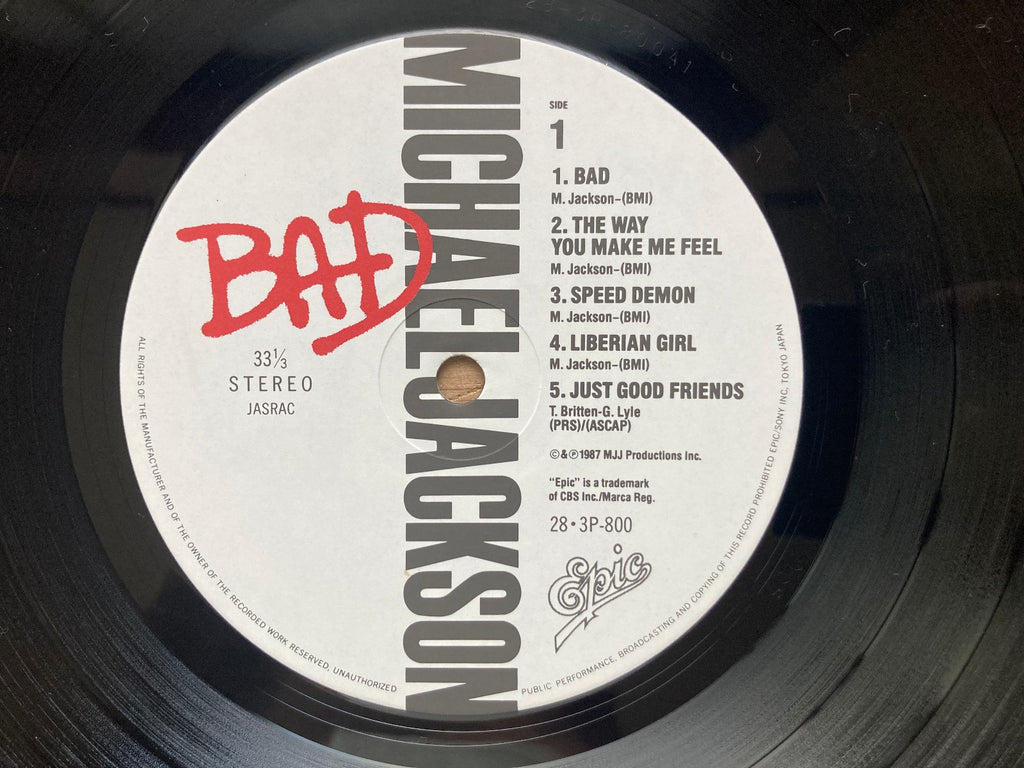 MICHAEL JACKSON
BAD
33⅓
STEREO
JASRAC
SIDE
1
1. BAD
M. Jackson-(BMI)
2. THE WAY
YOU MAKE ME FEEL
M. Jackson-(BMI)
3. SPEED DEMON
M. Jackson-(BMI)
4. LIBERIAN GIRL
M. Jackson-(BMI)
5. JUST GOOD FRIENDS
T. Britten-G. Lyle
(PRS)/(ASCAP)
©&℗1987 MJJ Productions Inc.
"Epic" is a trademark
of CBS Inc./Marca Reg.
28・3P-800
Epic
ALL RIGHTS OF THE MANUFACTURER AND OF THE OWNER OF THE RECORDED WORK RESERVED. UNAUTHORIZED PUBLIC PERFORMANCE, BROADCASTING AND COPYING OF THIS RECORD PROHIBITED EPIC/SONY INC. TOKYO JAPAN